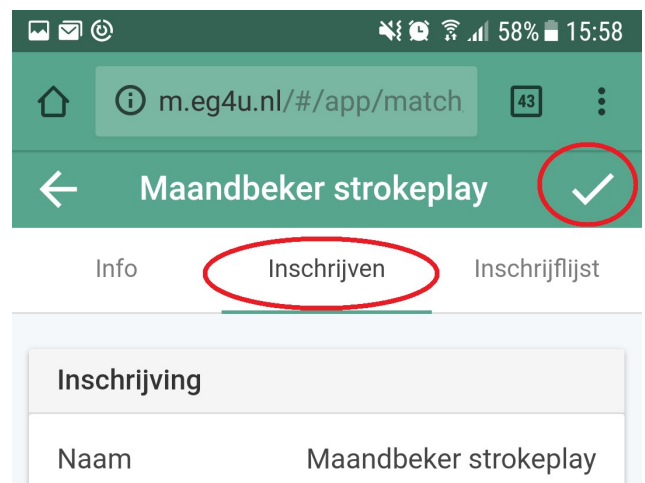 58% 15:58
m.eg4u.nl/#/app/match 43
Maandbeker strokeplay
Info Inschrijven Inschrijflijst
Inschrijving
Naam Maandbeker strokeplay